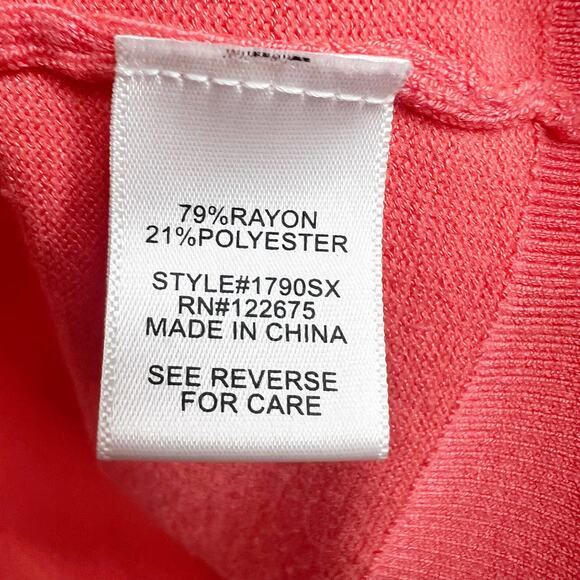 79%RAYON
21%POLYESTER
STYLE#1790SX
RN#122675
MADE IN CHINA
SEE REVERSE
FOR CARE